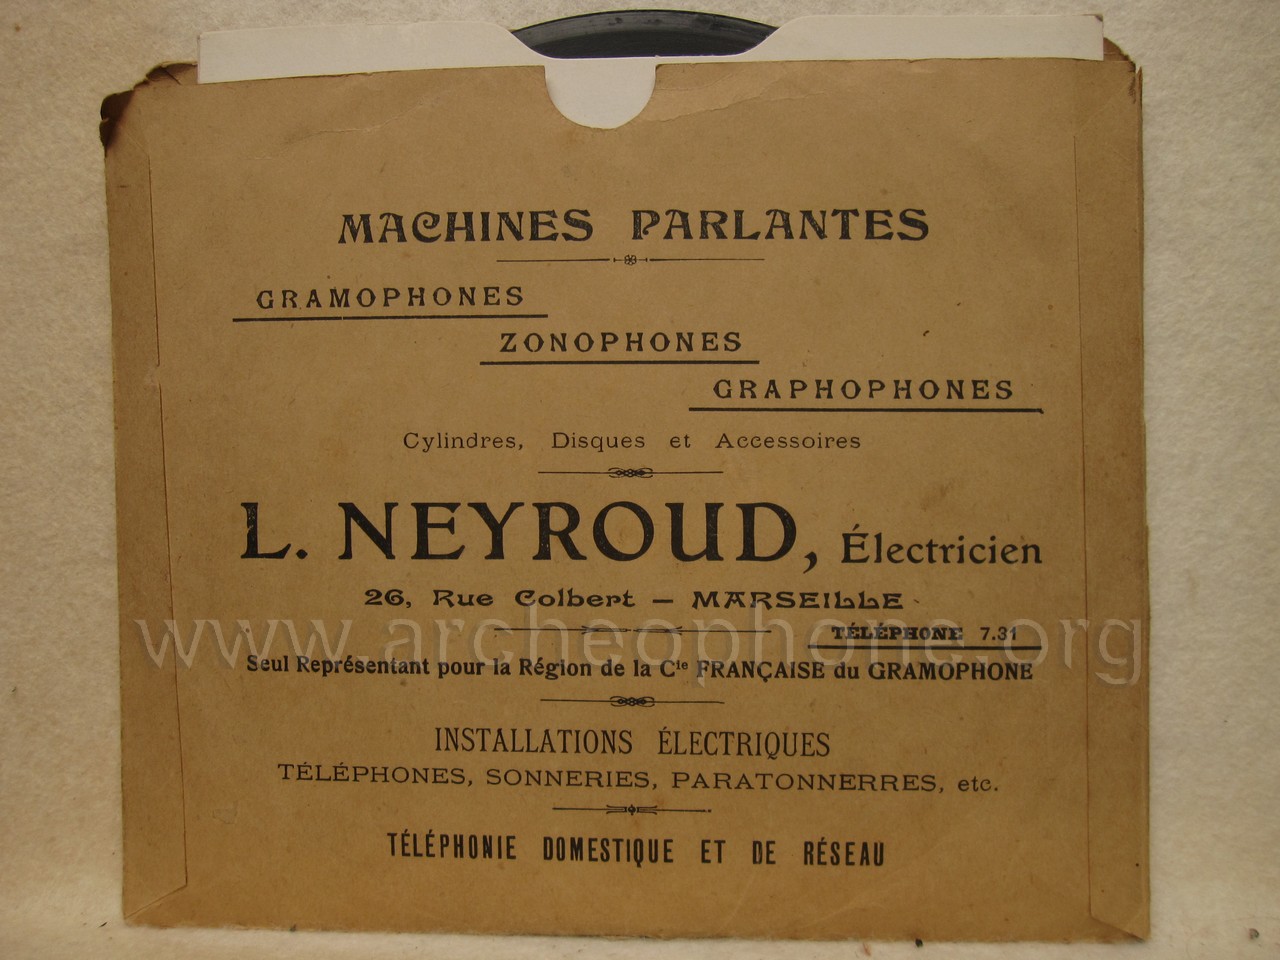 MACHINES PARLANTES
GRAMOPHONES
ZONOPHONES
GRAPHOPHONES
Cylindres, Disques et Accessoires
L. NEYROUD, Électricien
26, Rue Colbert — MARSEILLE
TÉLÉPHONE 7.31
www.archeophone.org
Seul Représentant pour la Région de la Cie FRANÇAISE du GRAMOPHONE
INSTALLATIONS ÉLECTRIQUES
TÉLÉPHONES, SONNERIES, PARATONNERRES, etc.
TÉLÉPHONIE DOMESTIQUE ET DE RÉSEAU